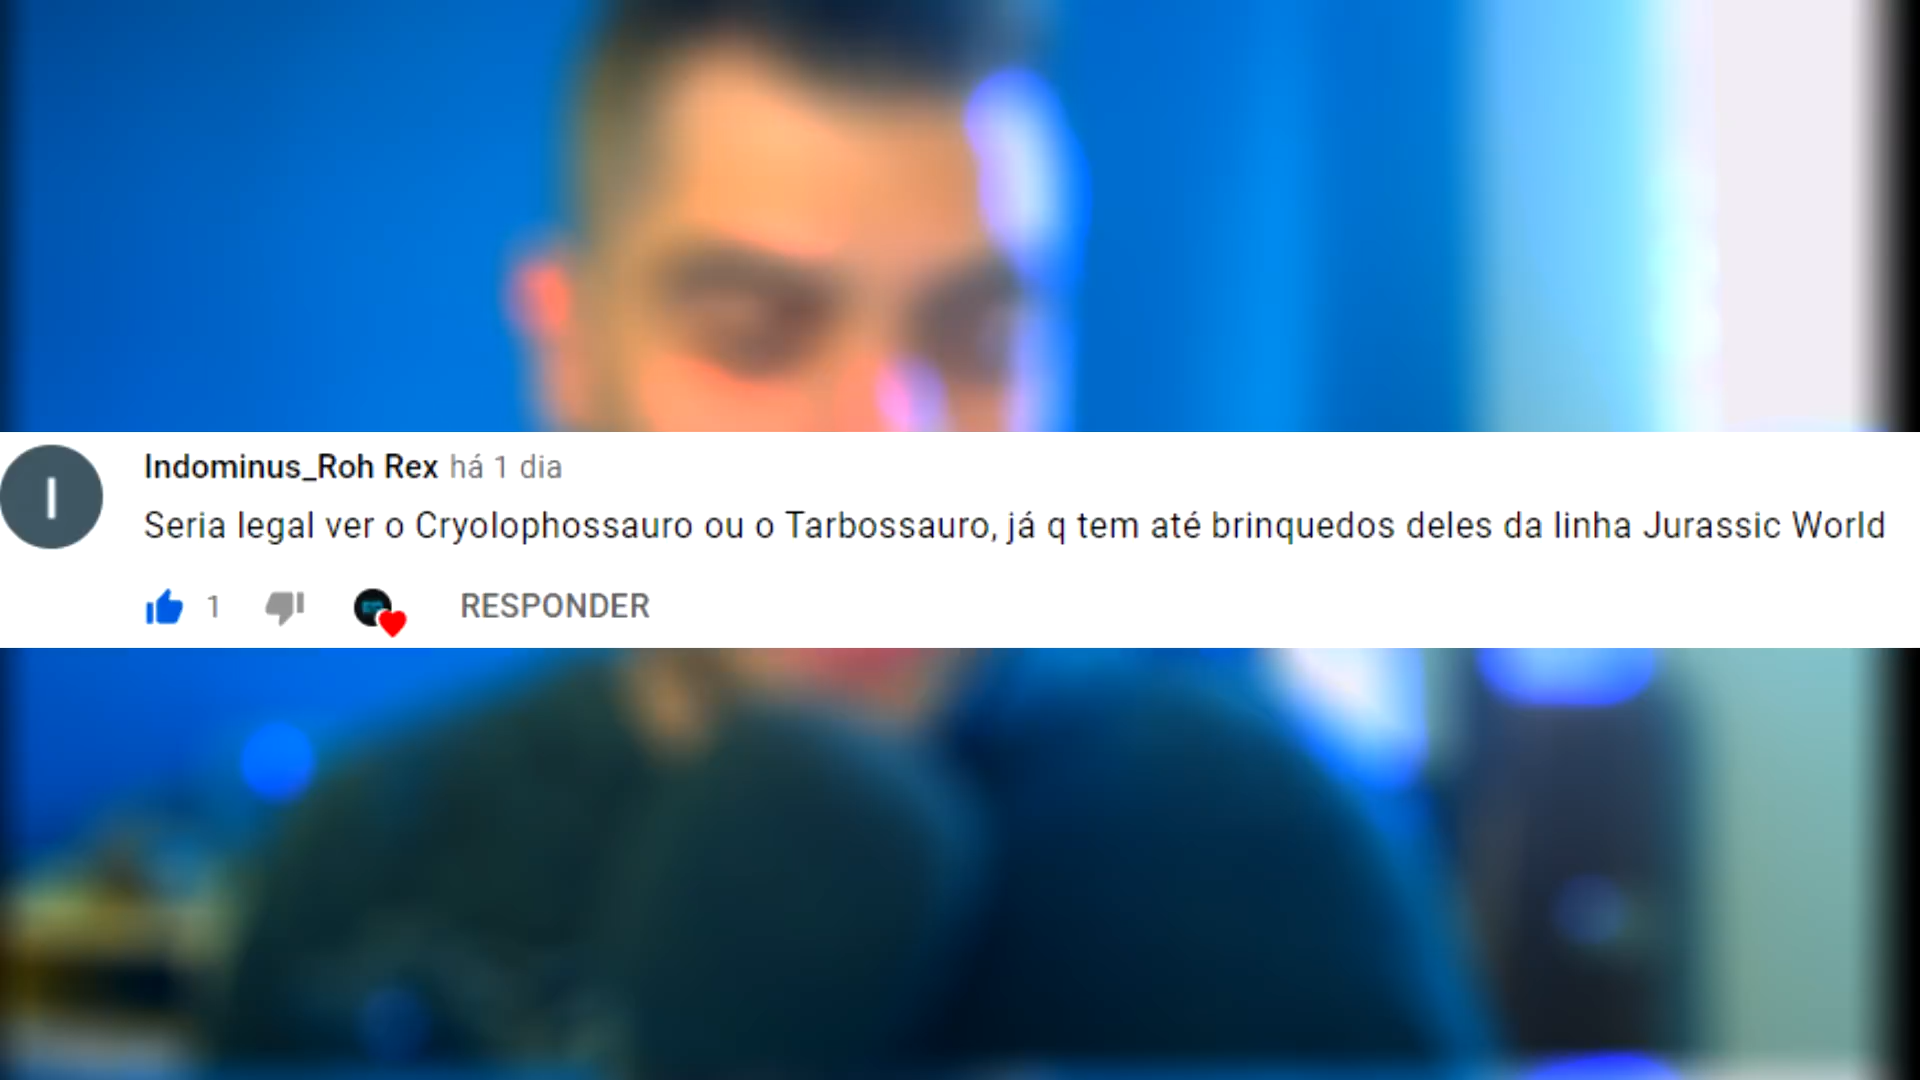 I
Indominus_Roh Rex há 1 dia
Seria legal ver o Cryolophossauro ou o Tarbossauro, já q tem até brinquedos deles da linha Jurassic World
1
RESPONDER